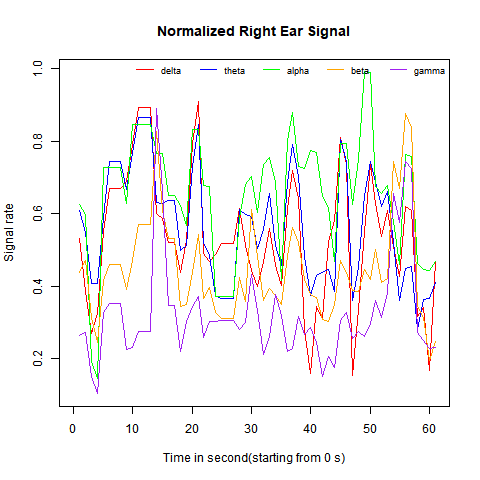 Normalized Right Ear Signal
delta theta alpha beta gamma
1.0
0.8
0.6
0.4
0.2
Signal rate
0 10 20 30 40 50 60
Time in second(starting from 0 s)